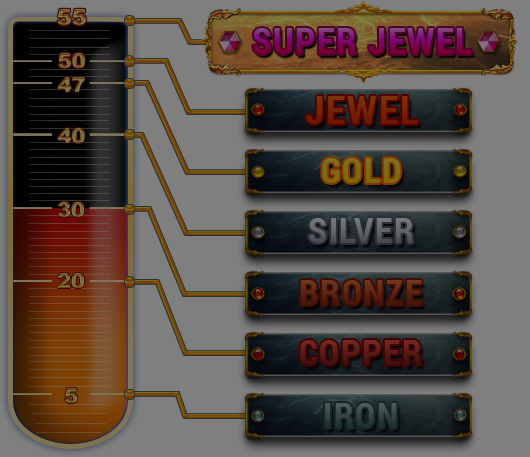 55
SUPER JEWEL
50
JEWEL
47
GOLD
40
SILVER
30
BRONZE
20
COPPER
5
IRON